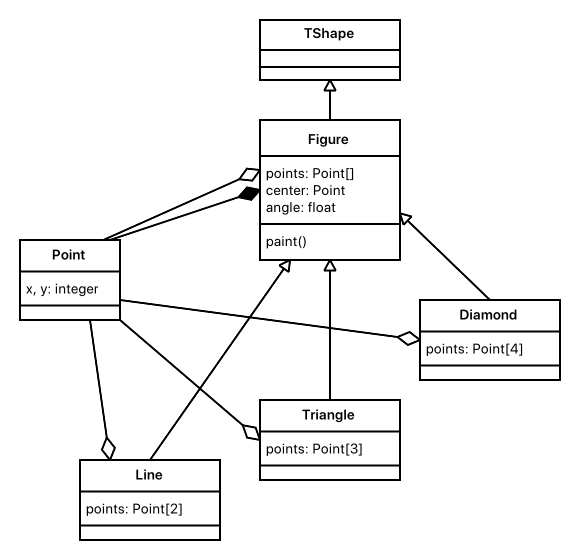 TShape
Figure
points: Point[]
center: Point
angle: float
paint()
Point
x, y: integer
Diamond
points: Point[4]
Triangle
points: Point[3]
Line
points: Point[2]